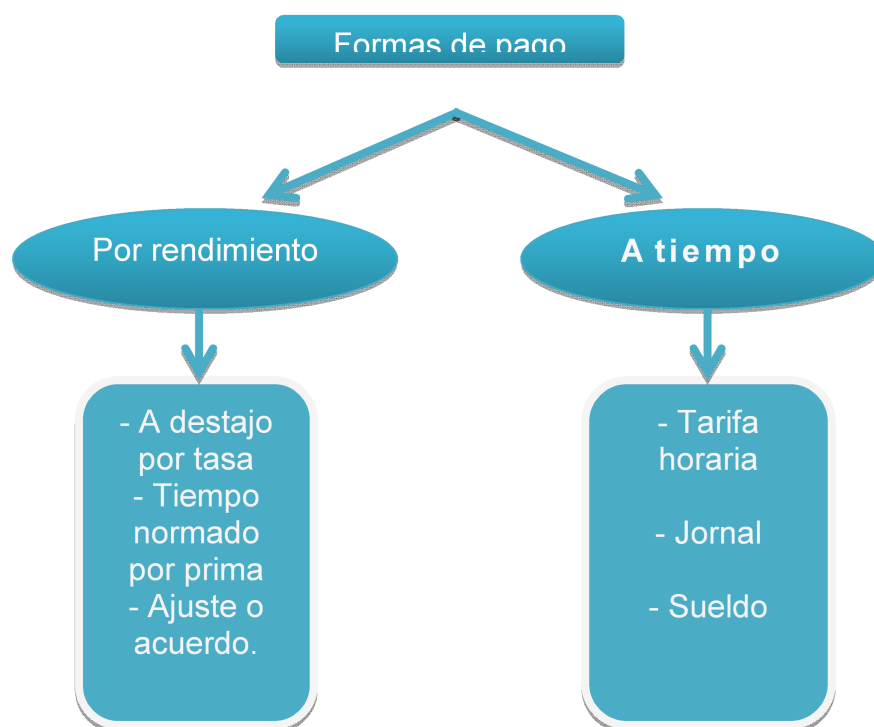 Formas de pago
Por rendimiento
A tiempo
- A destajo
por tasa
- Tiempo
normado
por prima
- Ajuste o
acuerdo.
- Tarifa
horaria
- Jornal
- Sueldo